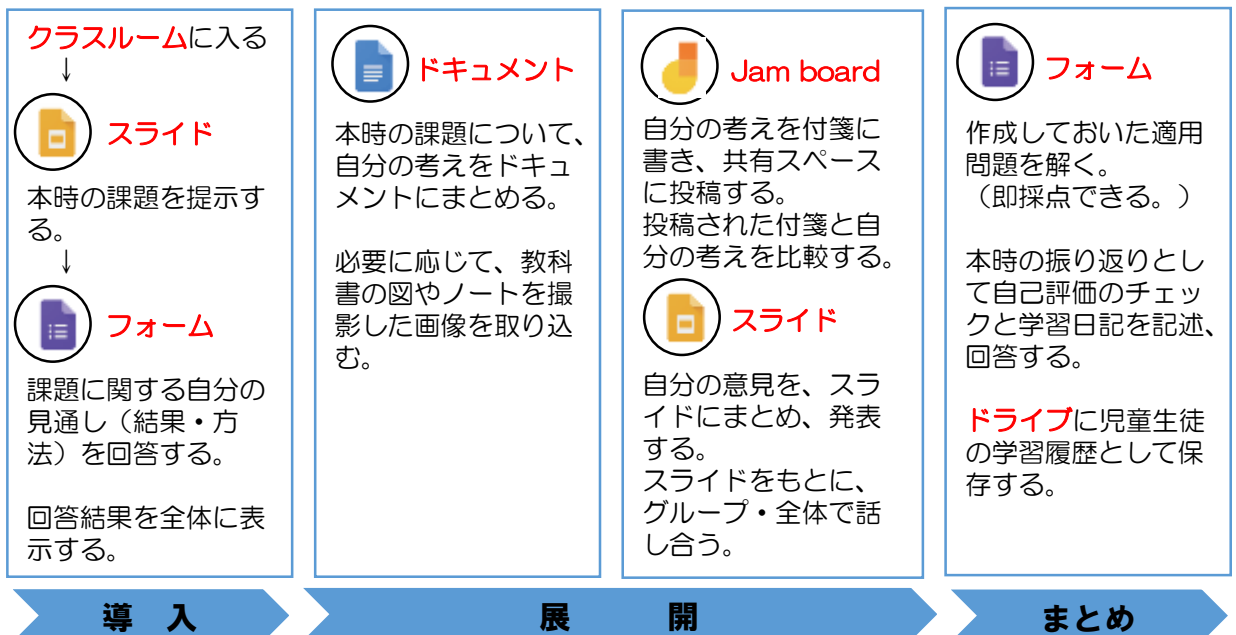 クラスルームに入る
↓
スライド
本時の課題を提示す
る。
↓
フォーム
課題に関する自分の
見通し（結果・方
法）を回答する。
回答結果を全体に表
示する。
ドキュメント
本時の課題について、
自分の考えをドキュ
メントにまとめる。
必要に応じて、教科
書の図やノートを撮
影した画像を取り込
む。
Jam board
自分の考えを付箋に
書き、共有スペース
に投稿する。
投稿された付箋と自
分の考えを比較する。
スライド
自分の意見を、スラ
イドにまとめ、発表
する。
スライドをもとに、
グループ・全体で話
し合う。
フォーム
作成しておいた適用
問題を解く。
（即採点できる。）
本時の振り返りとし
て自己評価のチェッ
クと学習日記を記述、
回答する。
ドライブに児童生徒
の学習履歴として保
存する。
導　入
展　　開
まとめ